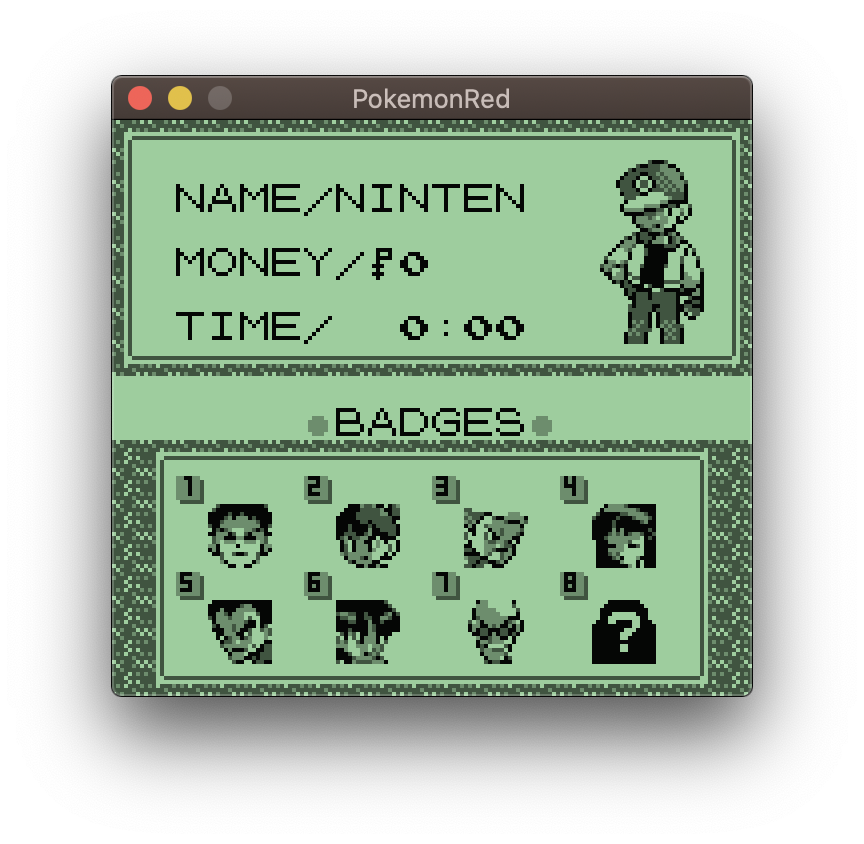 PokemonRed
NAME/NINTEN
MONEY/₽0
TIME/ 0:00
●BADGES●
1 2 3 4
5 6 7 8
?